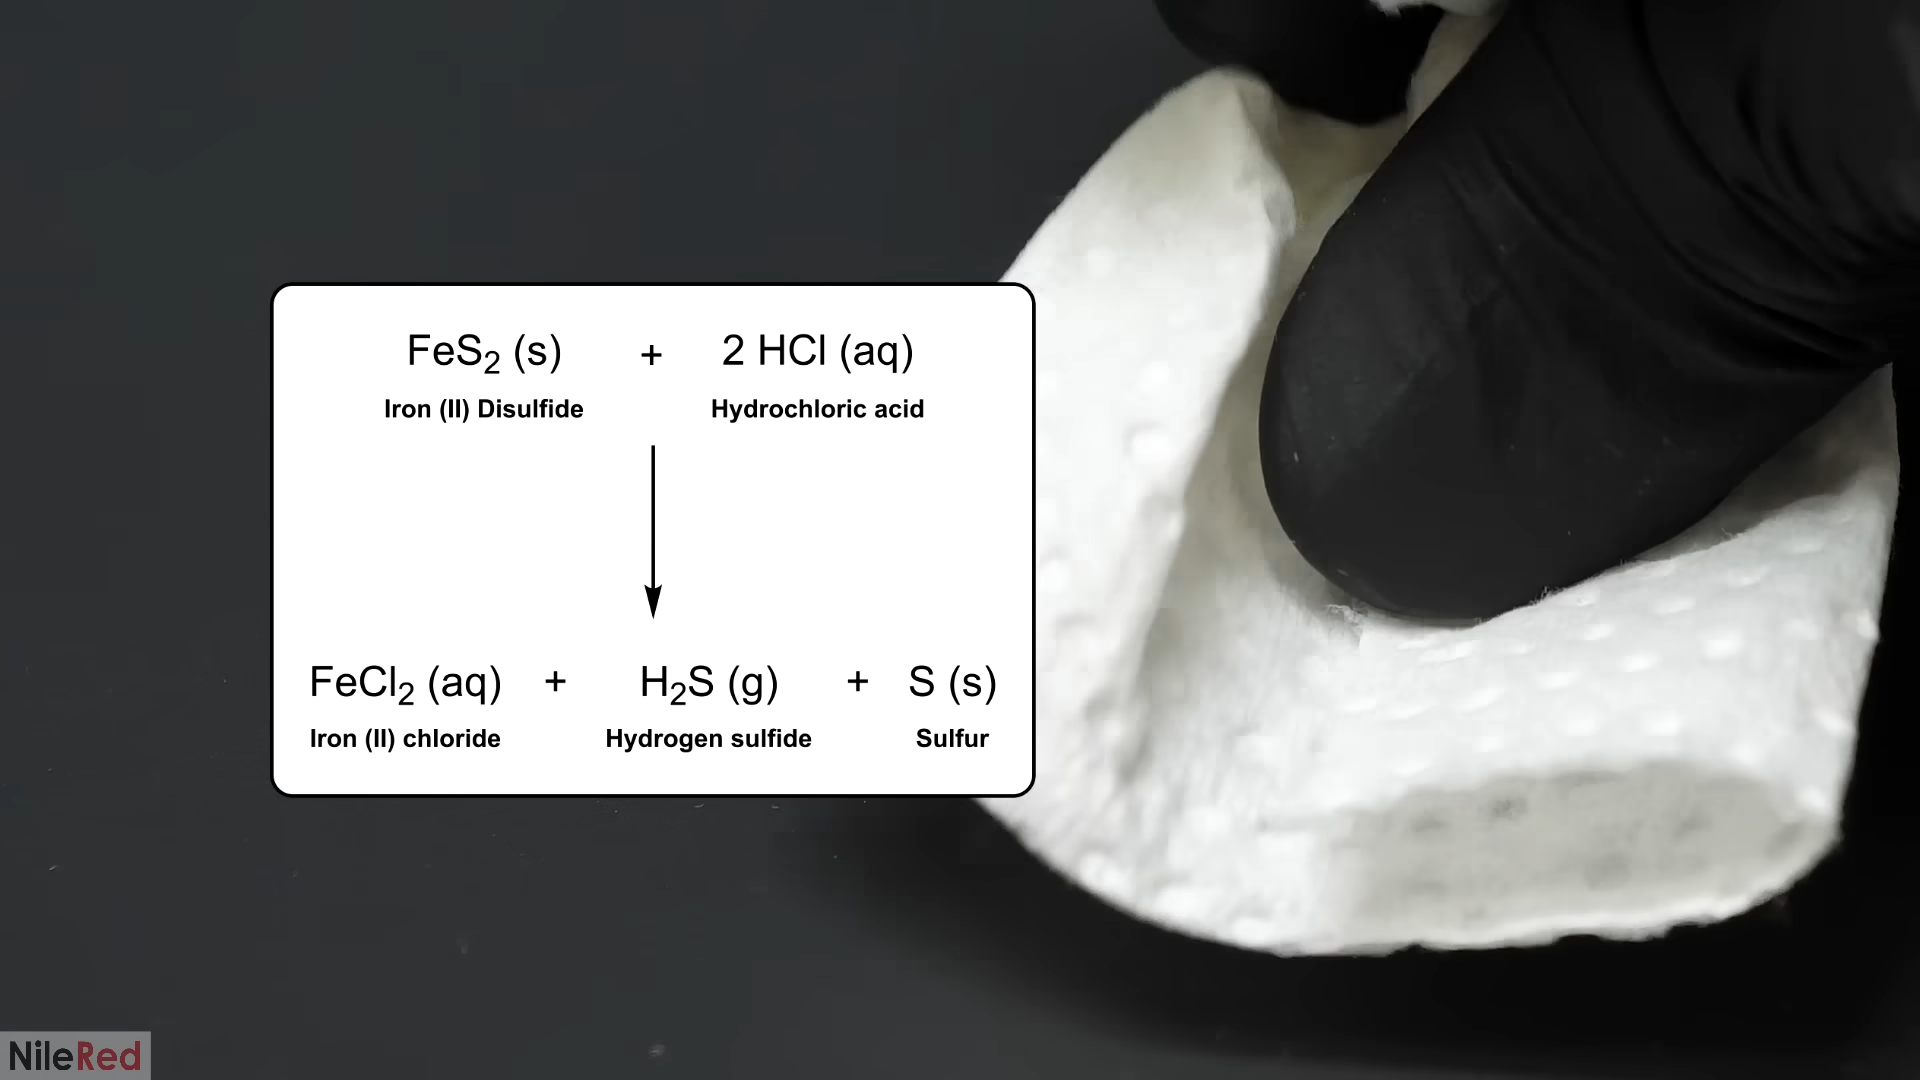 FeS₂ (s) + 2 HCl (aq)
Iron (II) Disulfide Hydrochloric acid
FeCl₂ (aq) + H₂S (g) + S (s)
Iron (II) chloride Hydrogen sulfide Sulfur
NileRed